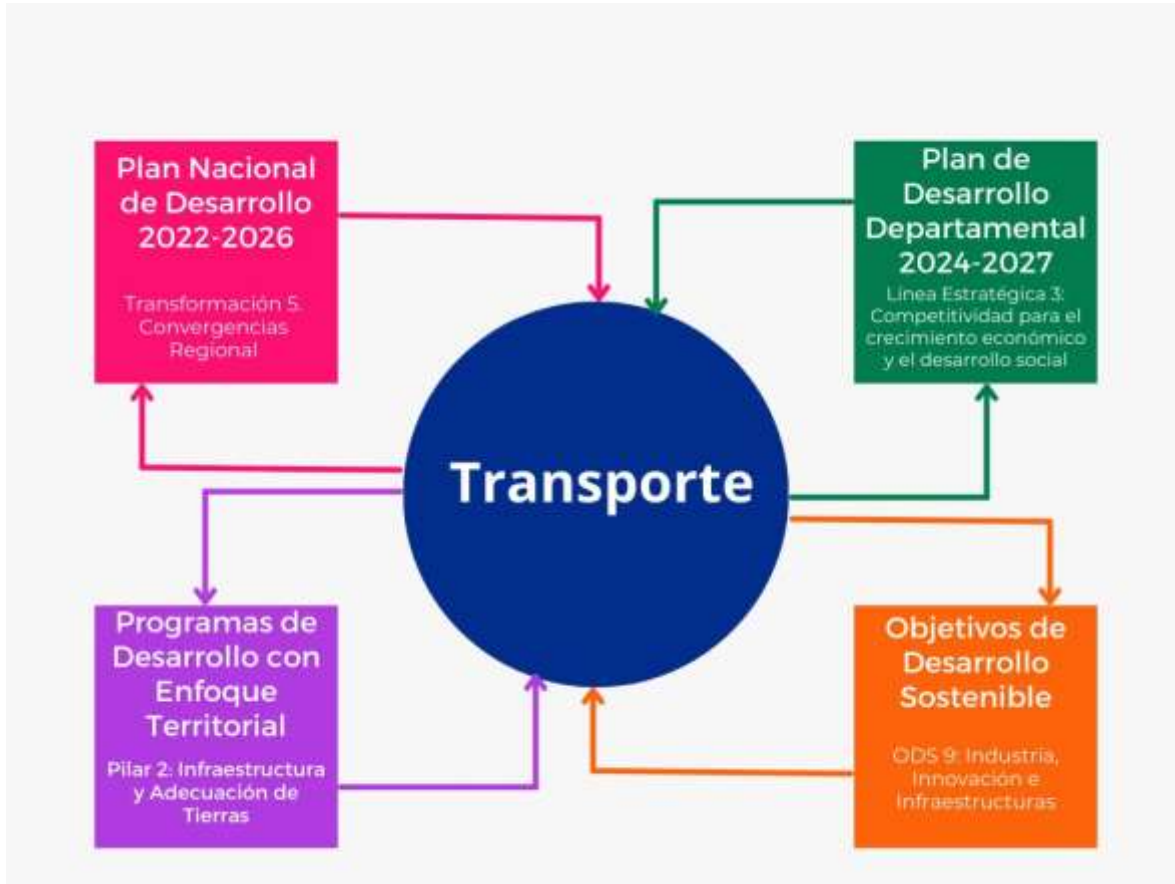 Plan Nacional
de Desarrollo
2022-2026
Transformación 5.
Convergencias
Regional
Plan de
Desarrollo
Departamental
2024-2027
Línea Estratégica 3:
Competitividad para el
crecimiento económico
y el desarrollo social
Transporte
Programas de
Desarrollo con
Enfoque
Territorial
Pilar 2: Infraestructura
y Adecuación de
Tierras
Objetivos de
Desarrollo
Sostenible
ODS 9: Industria,
Innovación e
Infraestructuras